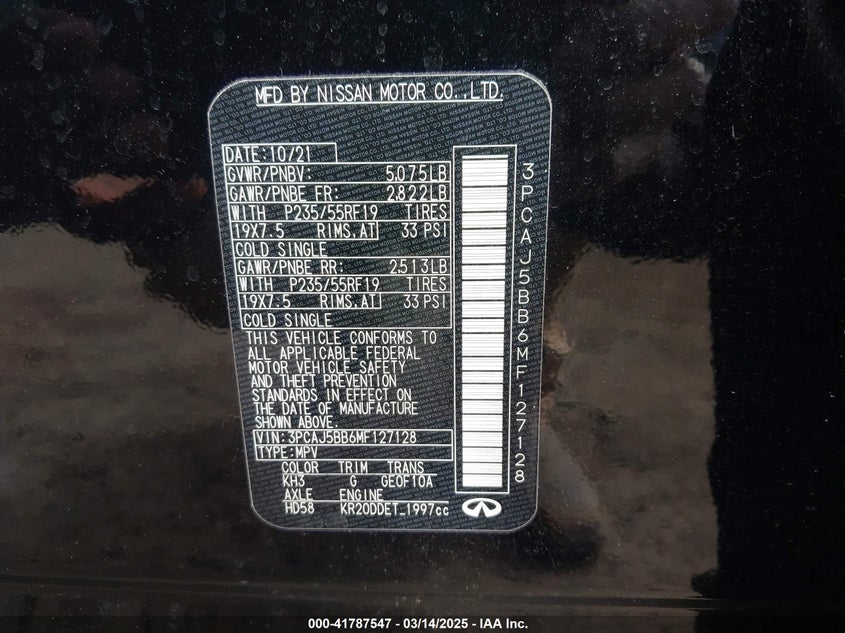 MFD BY NISSAN MOTOR CO.,LTD.
DATE:10/21
GVWR/PNBV: 5,075LB
GAWR/PNBE FR: 2,822LB
WITH P235/55RF19 TIRES
19X7.5 RIMS,AT 33 PSI
COLD SINGLE
GAWR/PNBE RR: 2,513LB
WITH P235/55RF19 TIRES
19X7.5 RIMS,AT 33 PSI
COLD SINGLE
THIS VEHICLE CONFORMS TO
ALL APPLICABLE FEDERAL
MOTOR VEHICLE SAFETY
AND THEFT PREVENTION
STANDARDS IN EFFECT ON
THE DATE OF MANUFACTURE
SHOWN ABOVE.
VIN:3PCAJ5BB6MF127128
TYPE:MPV
COLOR TRIM TRANS
KH3 G GE0F10A
AXLE ENGINE
HD58 KR20DDET_1997cc
3PCAJ5BB6MF127128
000-41787547 - 03/14/2025 - IAA Inc.